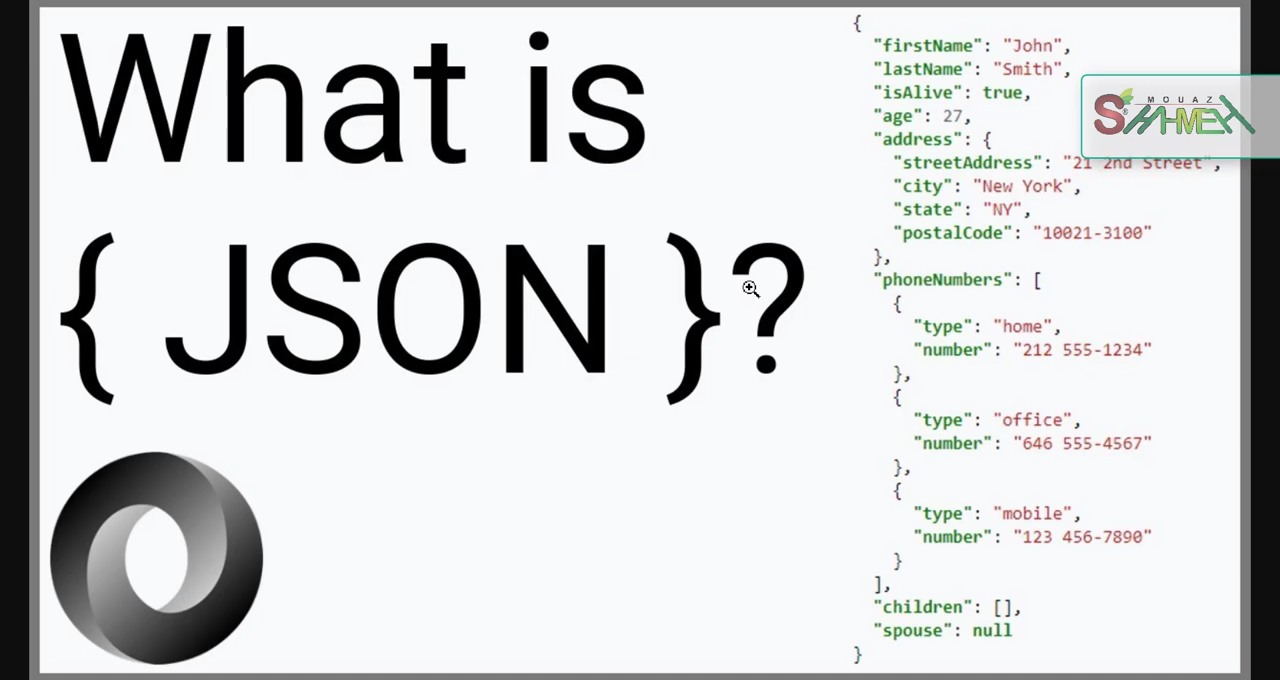 What is
{ JSON }?
{
"firstName": "John",
"lastName": "Smith",
"isAlive": true,
"age": 27,
"address": {
"streetAddress": "21 2nd Street",
"city": "New York",
"state": "NY",
"postalCode": "10021-3100"
},
"phoneNumbers": [
{
"type": "home",
"number": "212 555-1234"
},
{
"type": "office",
"number": "646 555-4567"
},
{
"type": "mobile",
"number": "123 456-7890"
}
],
"children": [],
"spouse": null
}
MOUAZ